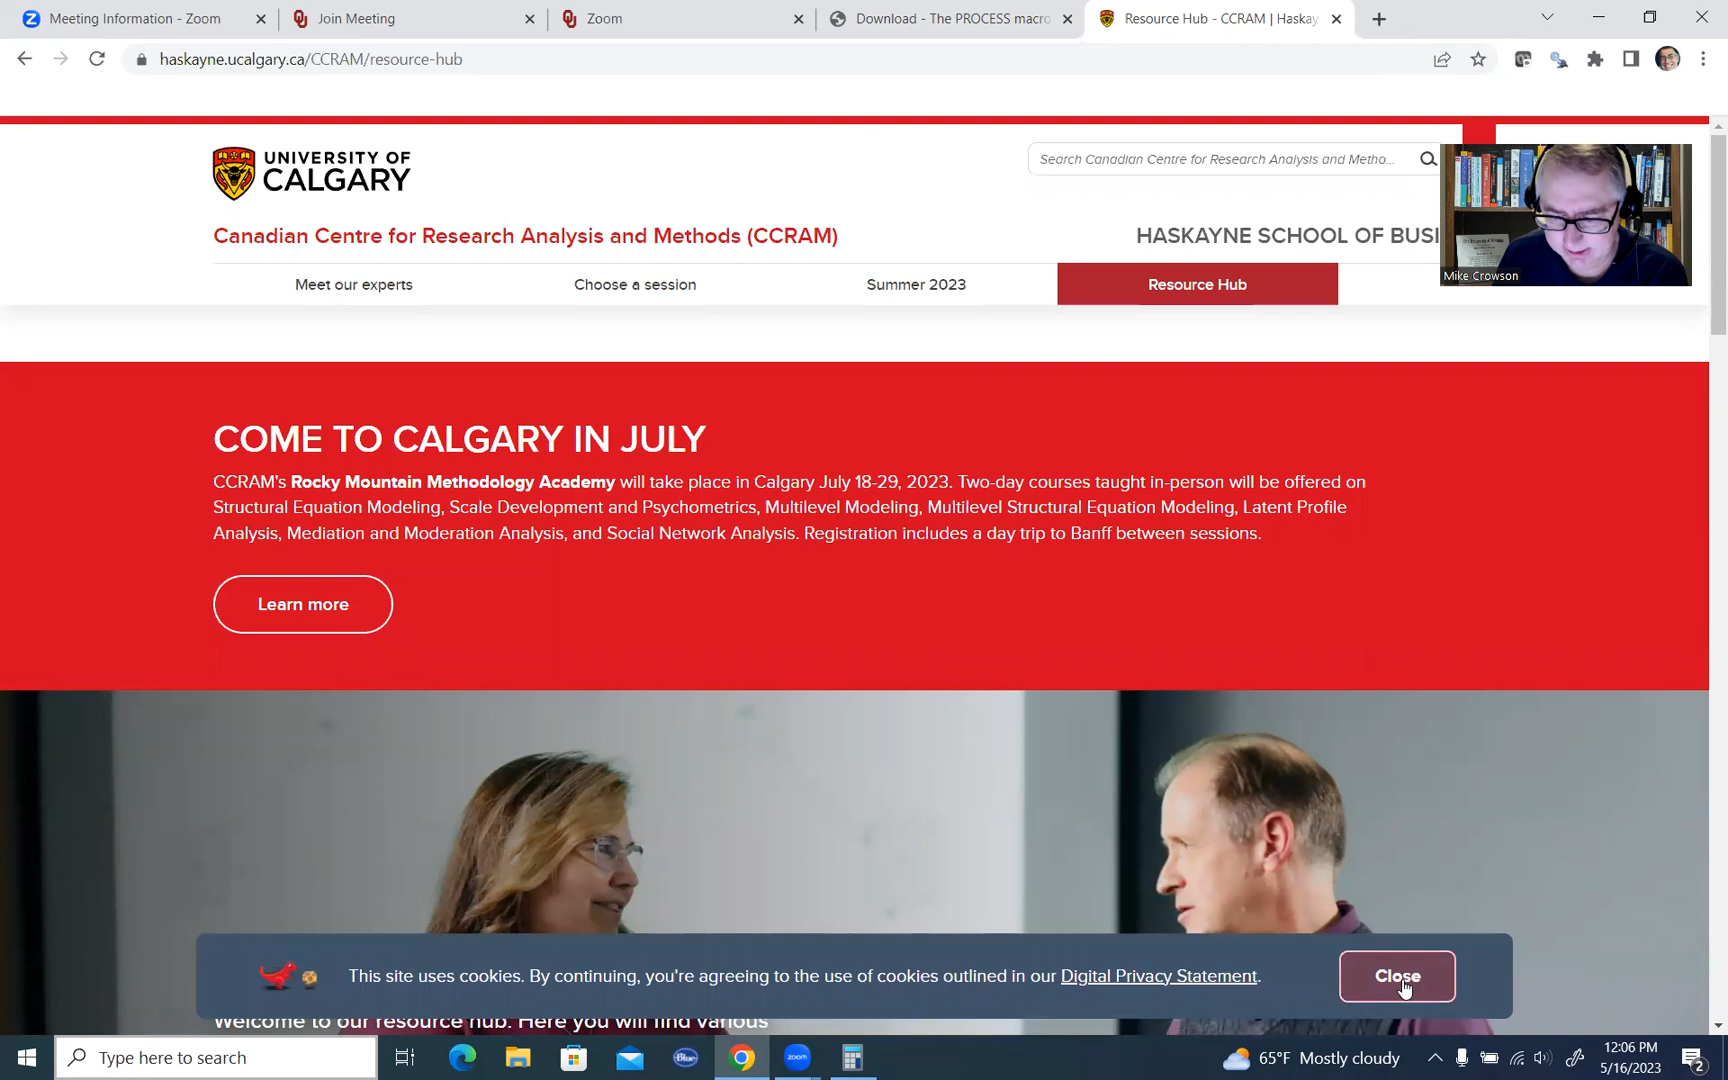 Meeting Information - Zoom
Join Meeting
Zoom
Download - The PROCESS macro
Resource Hub - CCRAM | Haskay
haskayne.ucalgary.ca/CCRAM/resource-hub
UNIVERSITY OF
CALGARY
Search Canadian Centre for Research Analysis and Metho...
Canadian Centre for Research Analysis and Methods (CCRAM)
HASKAYNE SCHOOL OF BUSI
Mike Crowson
Meet our experts
Choose a session
Summer 2023
Resource Hub
COME TO CALGARY IN JULY
CCRAM's Rocky Mountain Methodology Academy will take place in Calgary July 18-29, 2023. Two-day courses taught in-person will be offered on
Structural Equation Modeling, Scale Development and Psychometrics, Multilevel Modeling, Multilevel Structural Equation Modeling, Latent Profile
Analysis, Mediation and Moderation Analysis, and Social Network Analysis. Registration includes a day trip to Banff between sessions.
Learn more
This site uses cookies. By continuing, you're agreeing to the use of cookies outlined in our Digital Privacy Statement.
Close
Welcome to our resource hub. Here you will find various
Type here to search
Blue
zoom
65°F Mostly cloudy
12:06 PM
5/16/2023
2